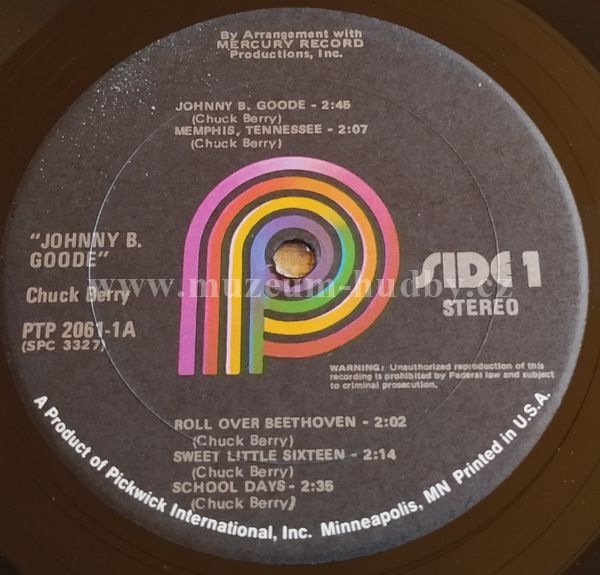 By Arrangement with
MERCURY RECORD
Productions, Inc.
JOHNNY B. GOODE - 2:45
(Chuck Berry)
MEMPHIS, TENNESSEE - 2:07
(Chuck Berry)
"JOHNNY B.
GOODE"
Chuck Berry
PTP 2061-1A
(SPC 3327)
SIDE 1
STEREO
www.muzeum-hudby.cz
WARNING: Unauthorized reproduction of this
recording is prohibited by Federal law and subject
to criminal prosecution.
ROLL OVER BEETHOVEN - 2:02
(Chuck Berry)
SWEET LITTLE SIXTEEN - 2:14
(Chuck Berry)
SCHOOL DAYS - 2:35
(Chuck Berry)
A Product of Pickwick International, Inc. Minneapolis, MN Printed in U.S.A.